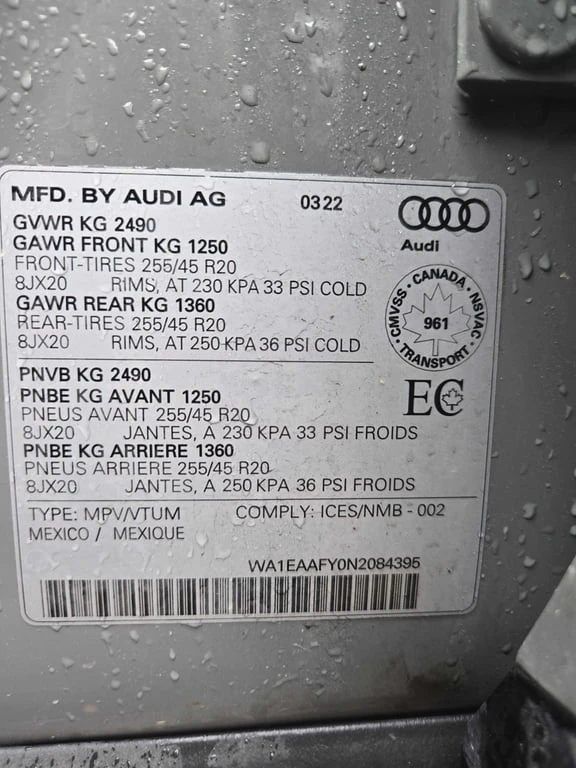 MFD. BY AUDI AG 03 22
GVWR KG 2490
GAWR FRONT KG 1250
FRONT-TIRES 255/45 R20
8JX20 RIMS, AT 230 KPA 33 PSI COLD
GAWR REAR KG 1360
REAR-TIRES 255/45 R20
8JX20 RIMS, AT 250 KPA 36 PSI COLD
Audi
CMVSS · CANADA · NSVAC · TRANSPORT ·
961
PNVB KG 2490
PNBE KG AVANT 1250
PNEUS AVANT 255/45 R20
8JX20 JANTES, A 230 KPA 33 PSI FROIDS
PNBE KG ARRIERE 1360
PNEUS ARRIERE 255/45 R20
8JX20 JANTES, A 250 KPA 36 PSI FROIDS
EC
TYPE: MPV/VTUM COMPLY: ICES/NMB - 002
MEXICO / MEXIQUE
WA1EAAFY0N2084395